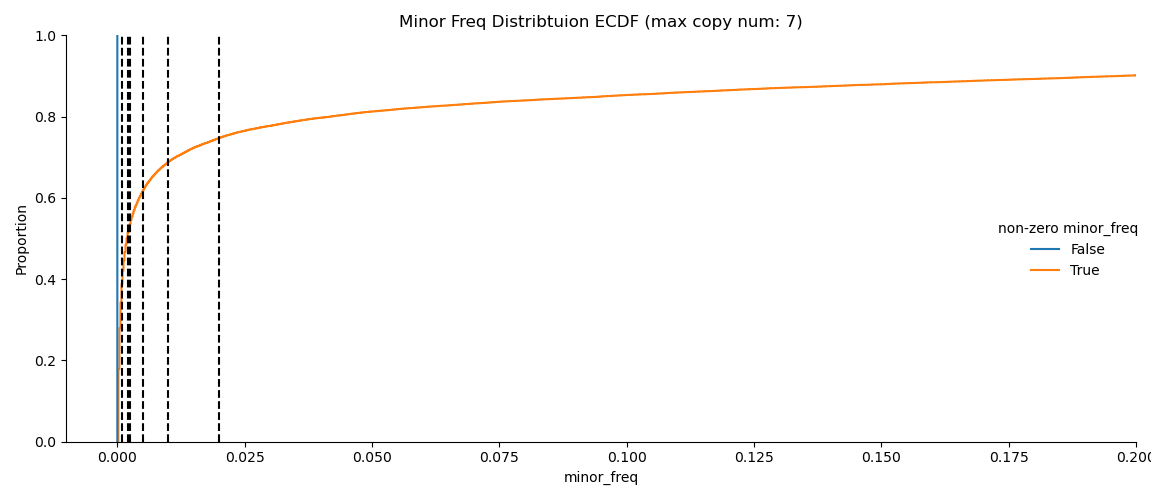 Minor Freq Distribtuion ECDF (max copy num: 7)
1.0
0.8
0.6
0.4
0.2
0.0
Proportion
non-zero minor_freq
False
True
0.000 0.025 0.050 0.075 0.100 0.125 0.150 0.175 0.200
minor_freq